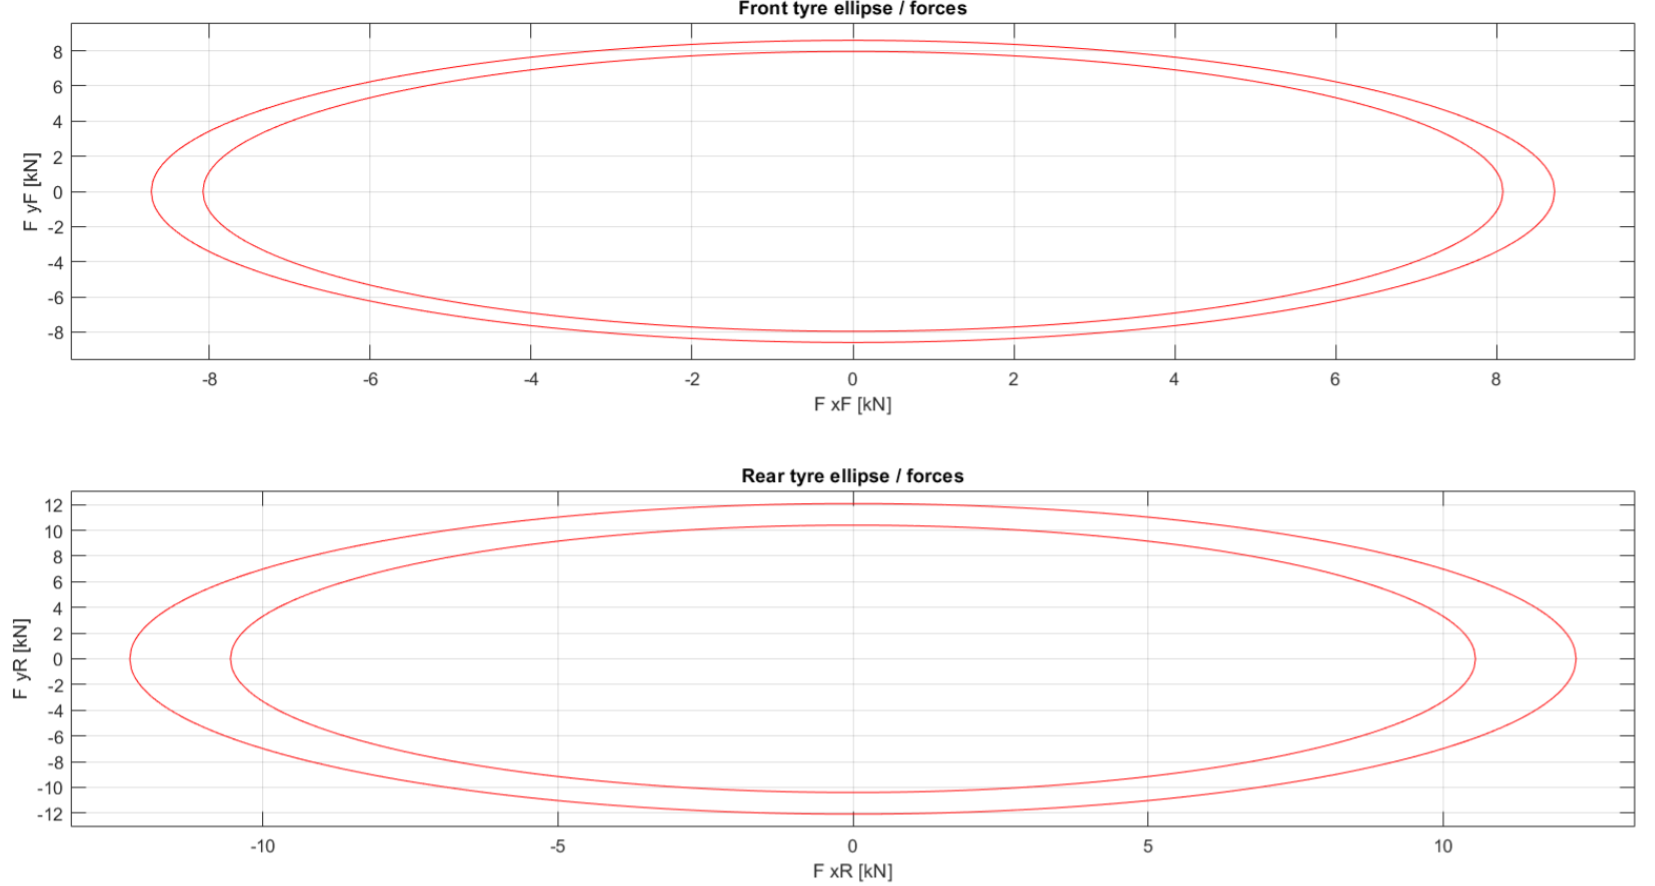 Front tyre ellipse / forces
8
6
4
2
0
-2
-4
-6
-8
F yF [kN]
-8 -6 -4 -2 0 2 4 6 8
F xF [kN]
Rear tyre ellipse / forces
12
10
8
6
4
2
0
-2
-4
-6
-8
-10
-12
F yR [kN]
-10 -5 0 5 10
F xR [kN]